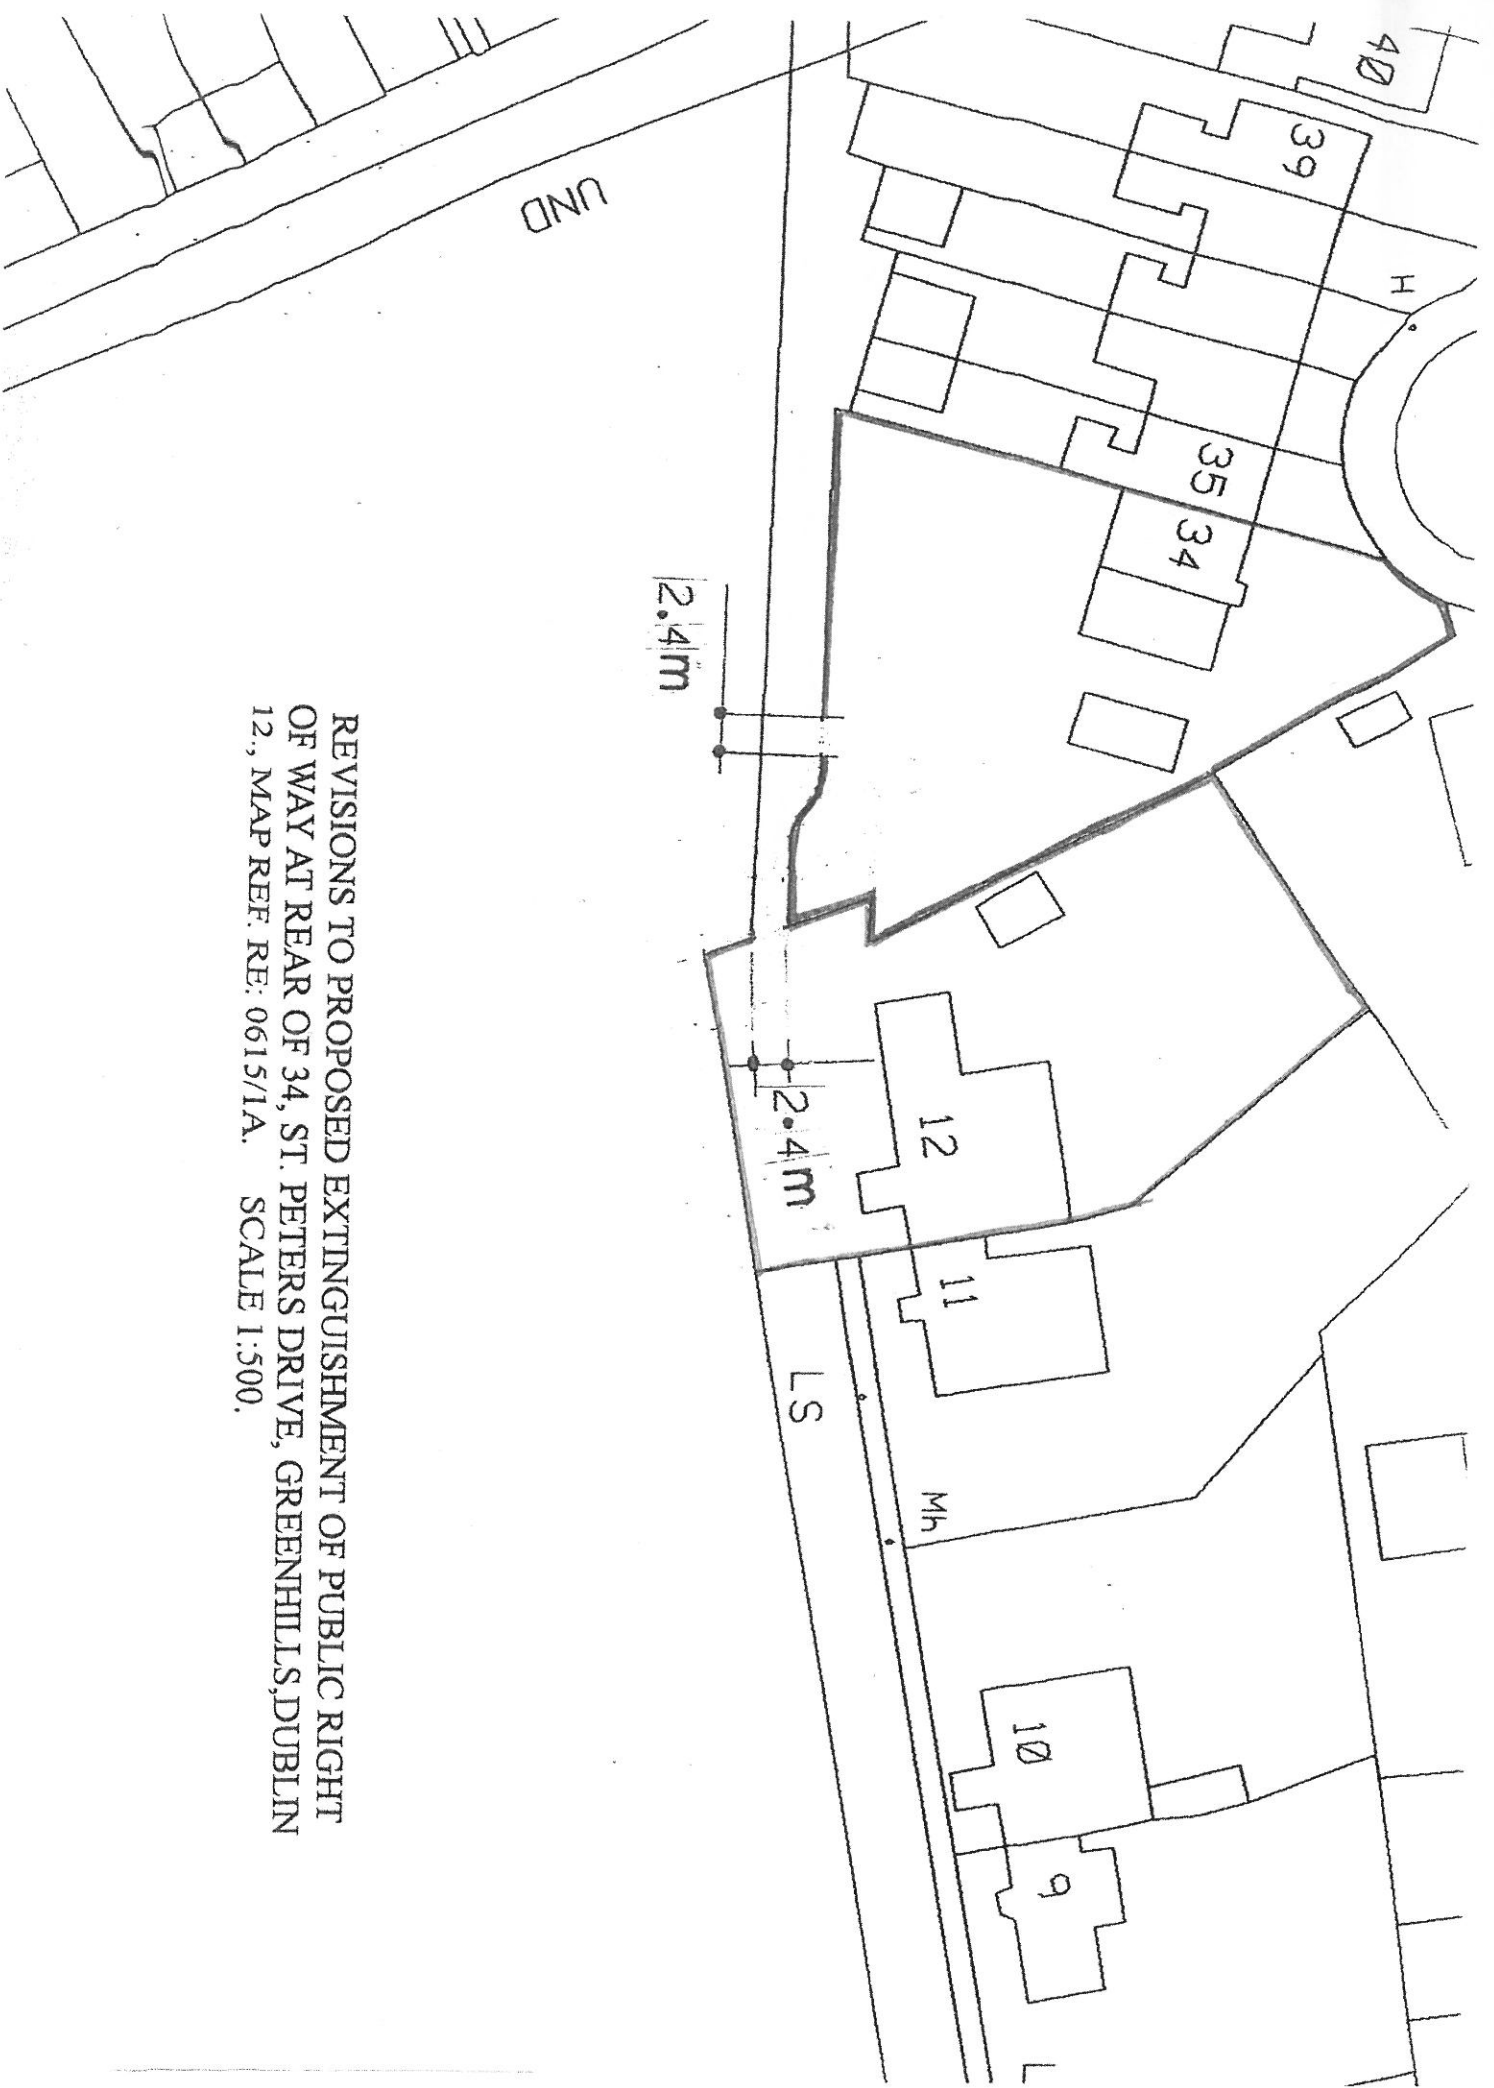 40
39
H
35
34
UND
2.4m
2.4m
12
11
LS
Mh
10
9
L
REVISIONS TO PROPOSED EXTINGUISHMENT OF PUBLIC RIGHT
OF WAY AT REAR OF 34, ST. PETERS DRIVE, GREENHILLS,DUBLIN
12., MAP REF. RE: 0615/1A. SCALE 1:500.